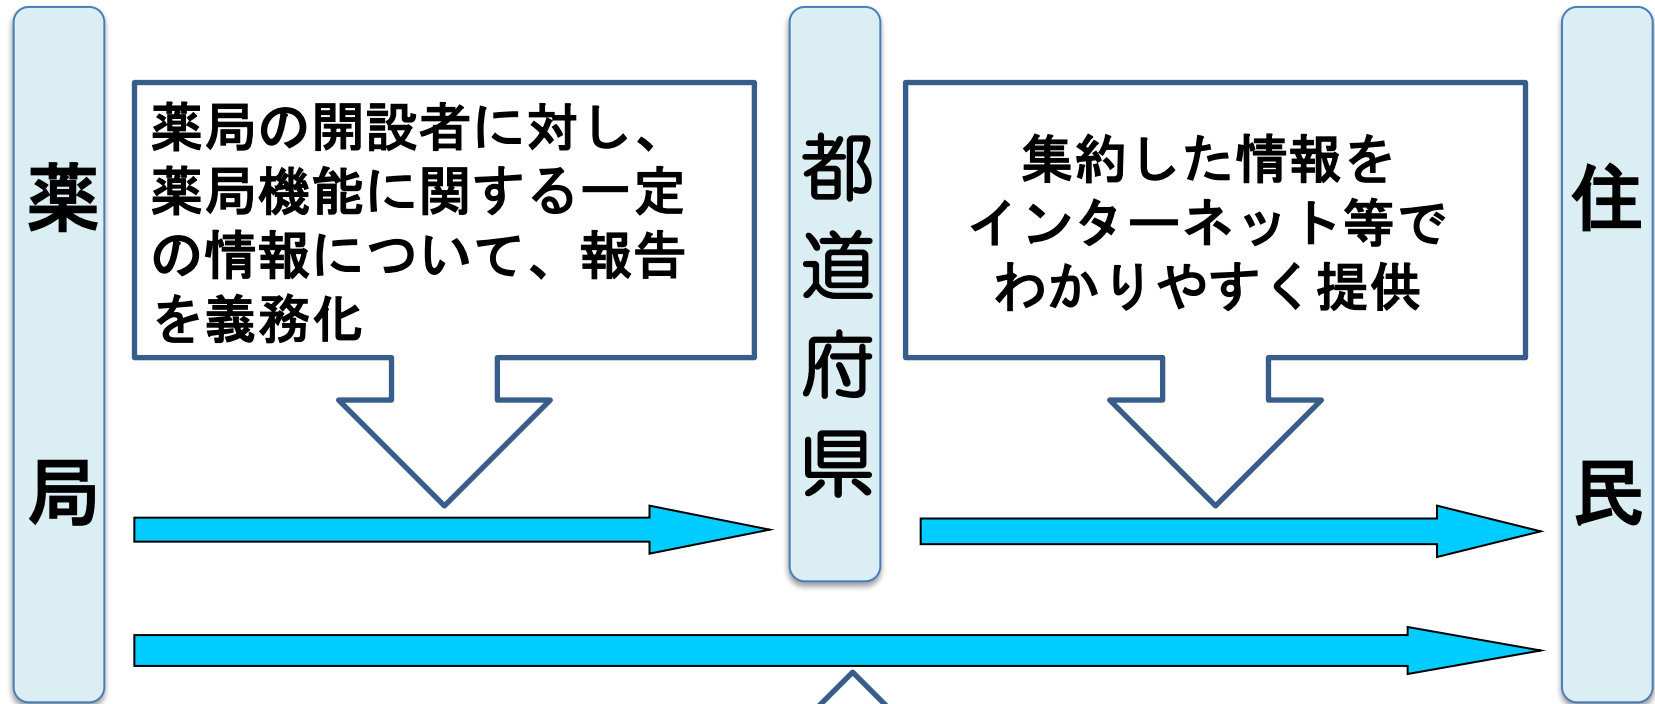 薬局
薬局の開設者に対し、
薬局機能に関する一定
の情報について、報告
を義務化
都道府県
集約した情報を
インターネット等で
わかりやすく提供
住民